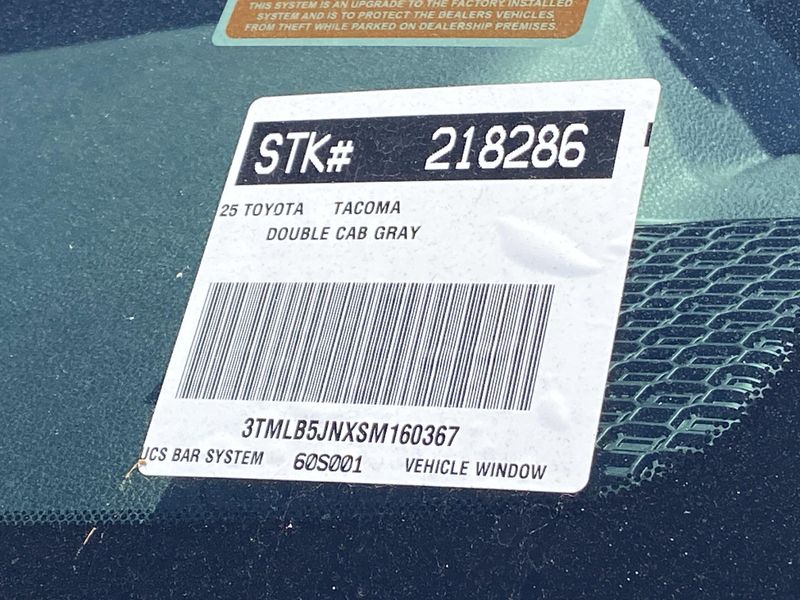 THIS SYSTEM IS AN UPGRADE TO THE FACTORY INSTALLED
SYSTEM AND IS TO PROTECT THE DEALERS VEHICLES
FROM THEFT WHILE PARKED ON DEALERSHIP PREMISES.
STK# 218286
25 TOYOTA TACOMA
DOUBLE CAB GRAY
3TMLB5JNXSM160367
UCS BAR SYSTEM 60S001 VEHICLE WINDOW